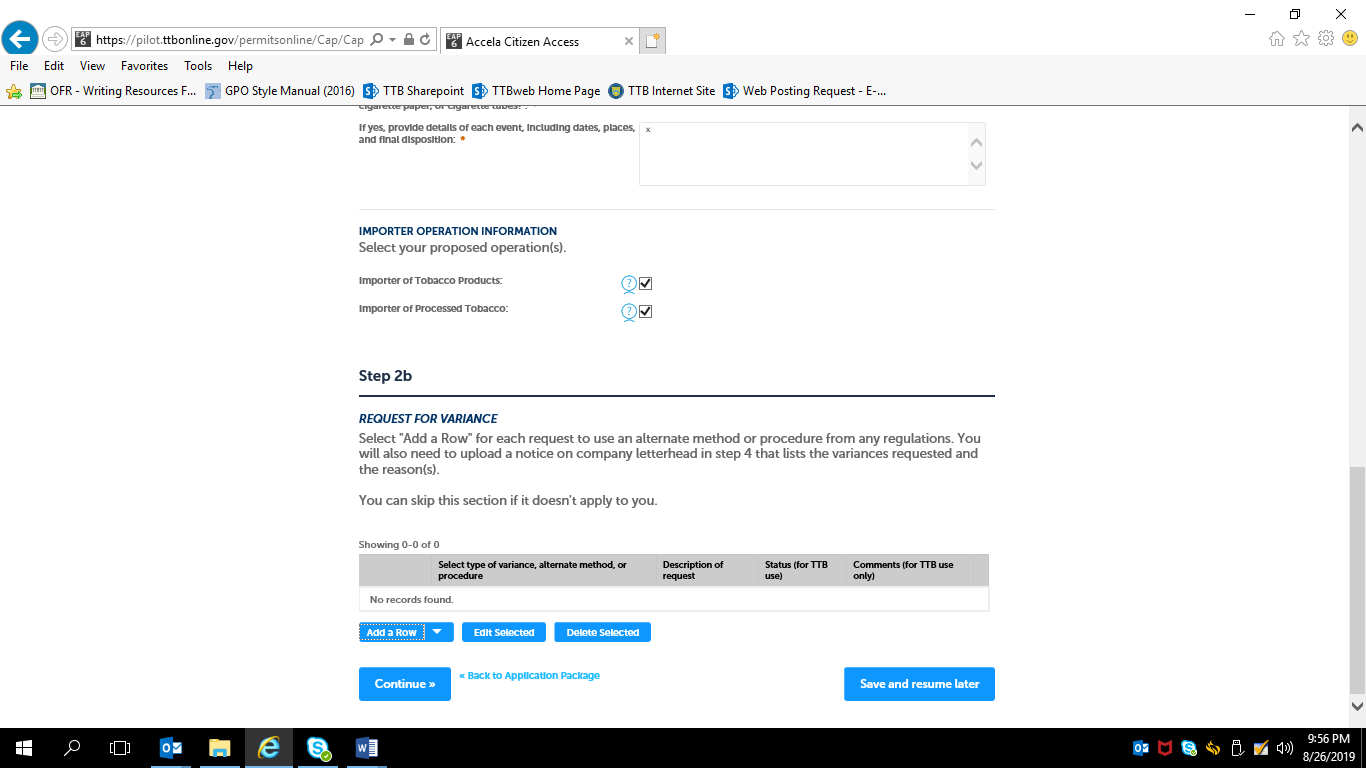 https://pilot.ttbonline.gov/permitsonline/Cap/Cap
EAP 6
Accela Citizen Access
File Edit View Favorites Tools Help
OFR - Writing Resources F... GPO Style Manual (2016) TTB Sharepoint TTBweb Home Page TTB Internet Site Web Posting Request - E-...
cigarette paper, or cigarette tubes? : *
If yes, provide details of each event, including dates, places,
and final disposition: *
x
IMPORTER OPERATION INFORMATION
Select your proposed operation(s).
Importer of Tobacco Products: ?
Importer of Processed Tobacco: ?
Step 2b
REQUEST FOR VARIANCE
Select "Add a Row" for each request to use an alternate method or procedure from any regulations. You
will also need to upload a notice on company letterhead in step 4 that lists the variances requested and
the reason(s).
You can skip this section if it doesn't apply to you.
Showing 0-0 of 0
Select type of variance, alternate method, or
procedure
Description of
request
Status (for TTB
use)
Comments (for TTB use
only)
No records found.
Add a Row Edit Selected Delete Selected
Continue » « Back to Application Package Save and resume later
9:56 PM
8/26/2019